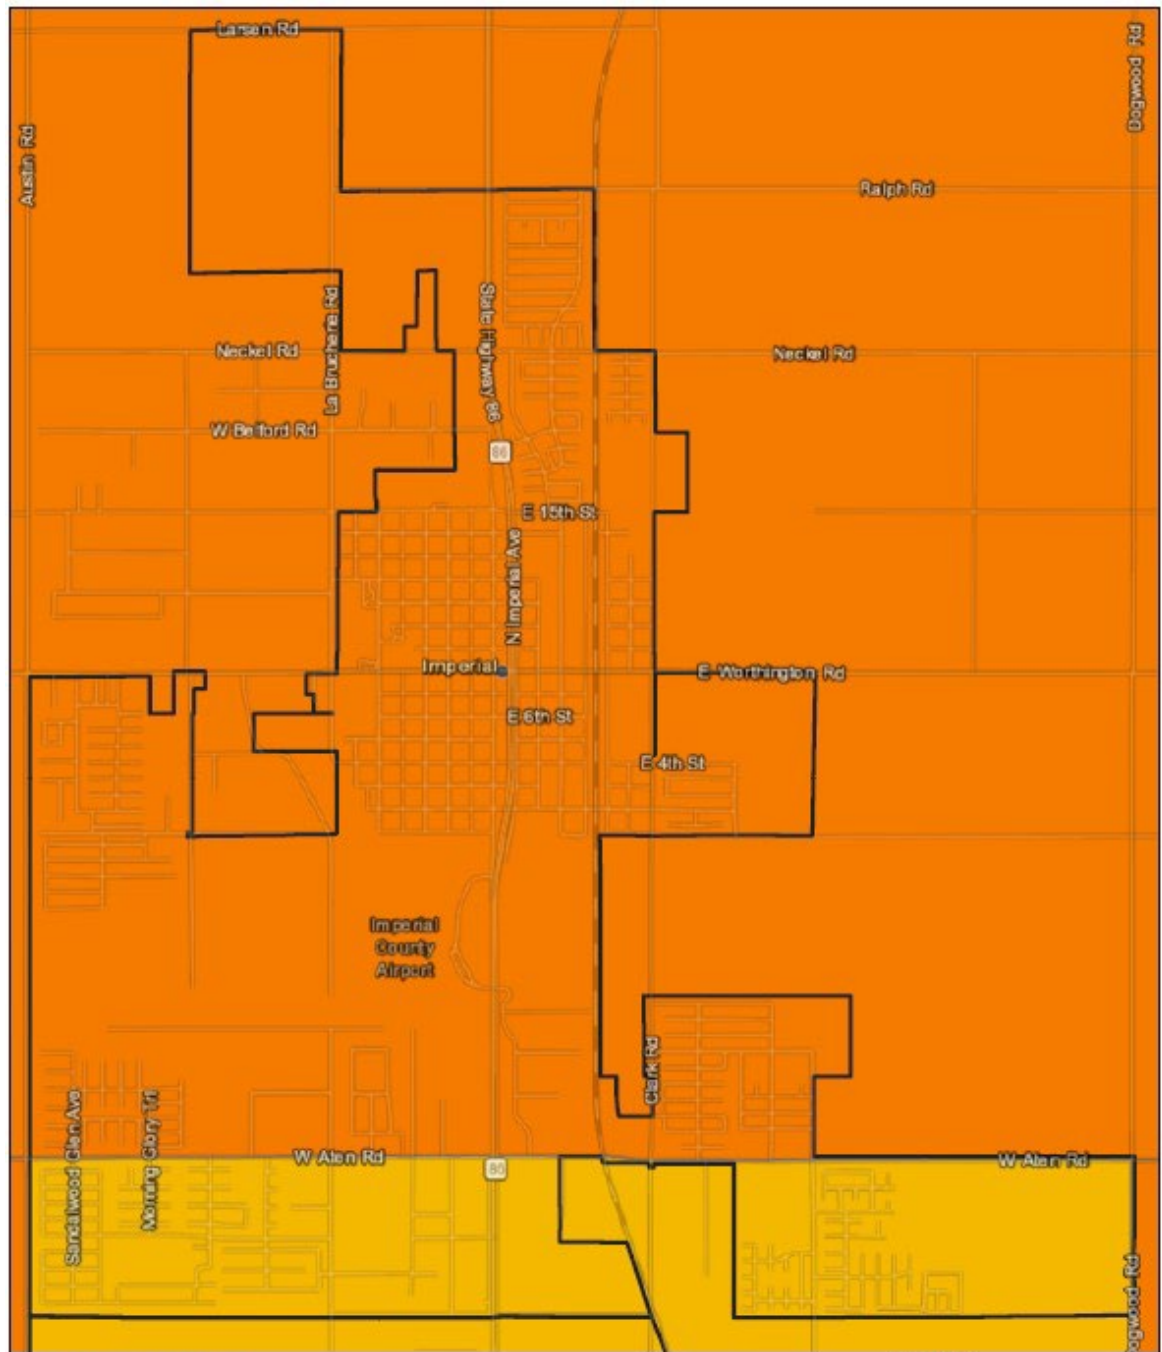 Larsen Rd
Dogwood Rd
Austin Rd
Ralph Rd
State Highway 86
La Brucherie Rd
Neckel Rd
Neckel Rd
W Belford Rd
86
E 15th St
N Imperial Ave
Imperial
E Worthington Rd
E 6th St
E 4th St
Imperial
County
Airport
Clark Rd
Sandalwood Glen Ave
Morning Glory Trl
W Aten Rd
W Aten Rd
86
Dogwood Rd